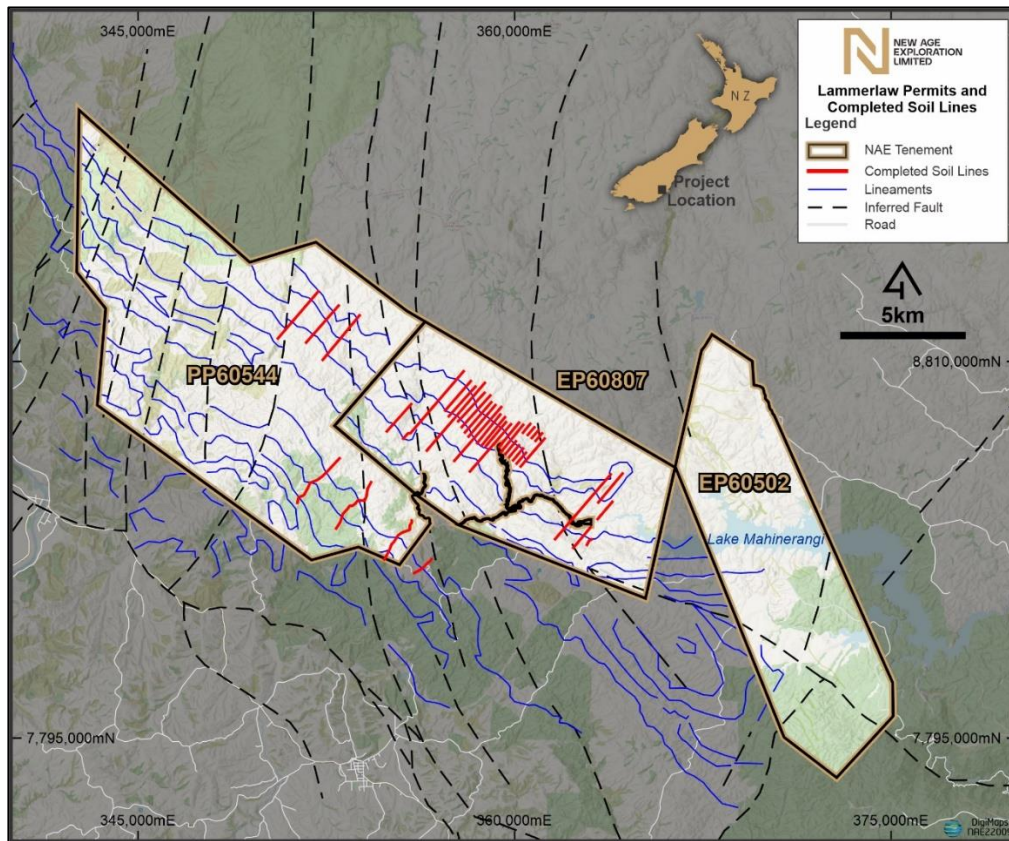 345,000mE
360,000mE
NEW AGE
EXPLORATION
LIMITED
Lammerlaw Permits and
Completed Soil Lines
Legend
NAE Tenement
Completed Soil Lines
Lineaments
Inferred Fault
Road
NZ
Project
Location
5km
8,810,000mN
PP60544
EP60807
EP60502
Lake Mahinerangi
7,795,000mN
7,795,000mN
345,000mE
360,000mE
375,000mE
DigiMaps
NAE22009